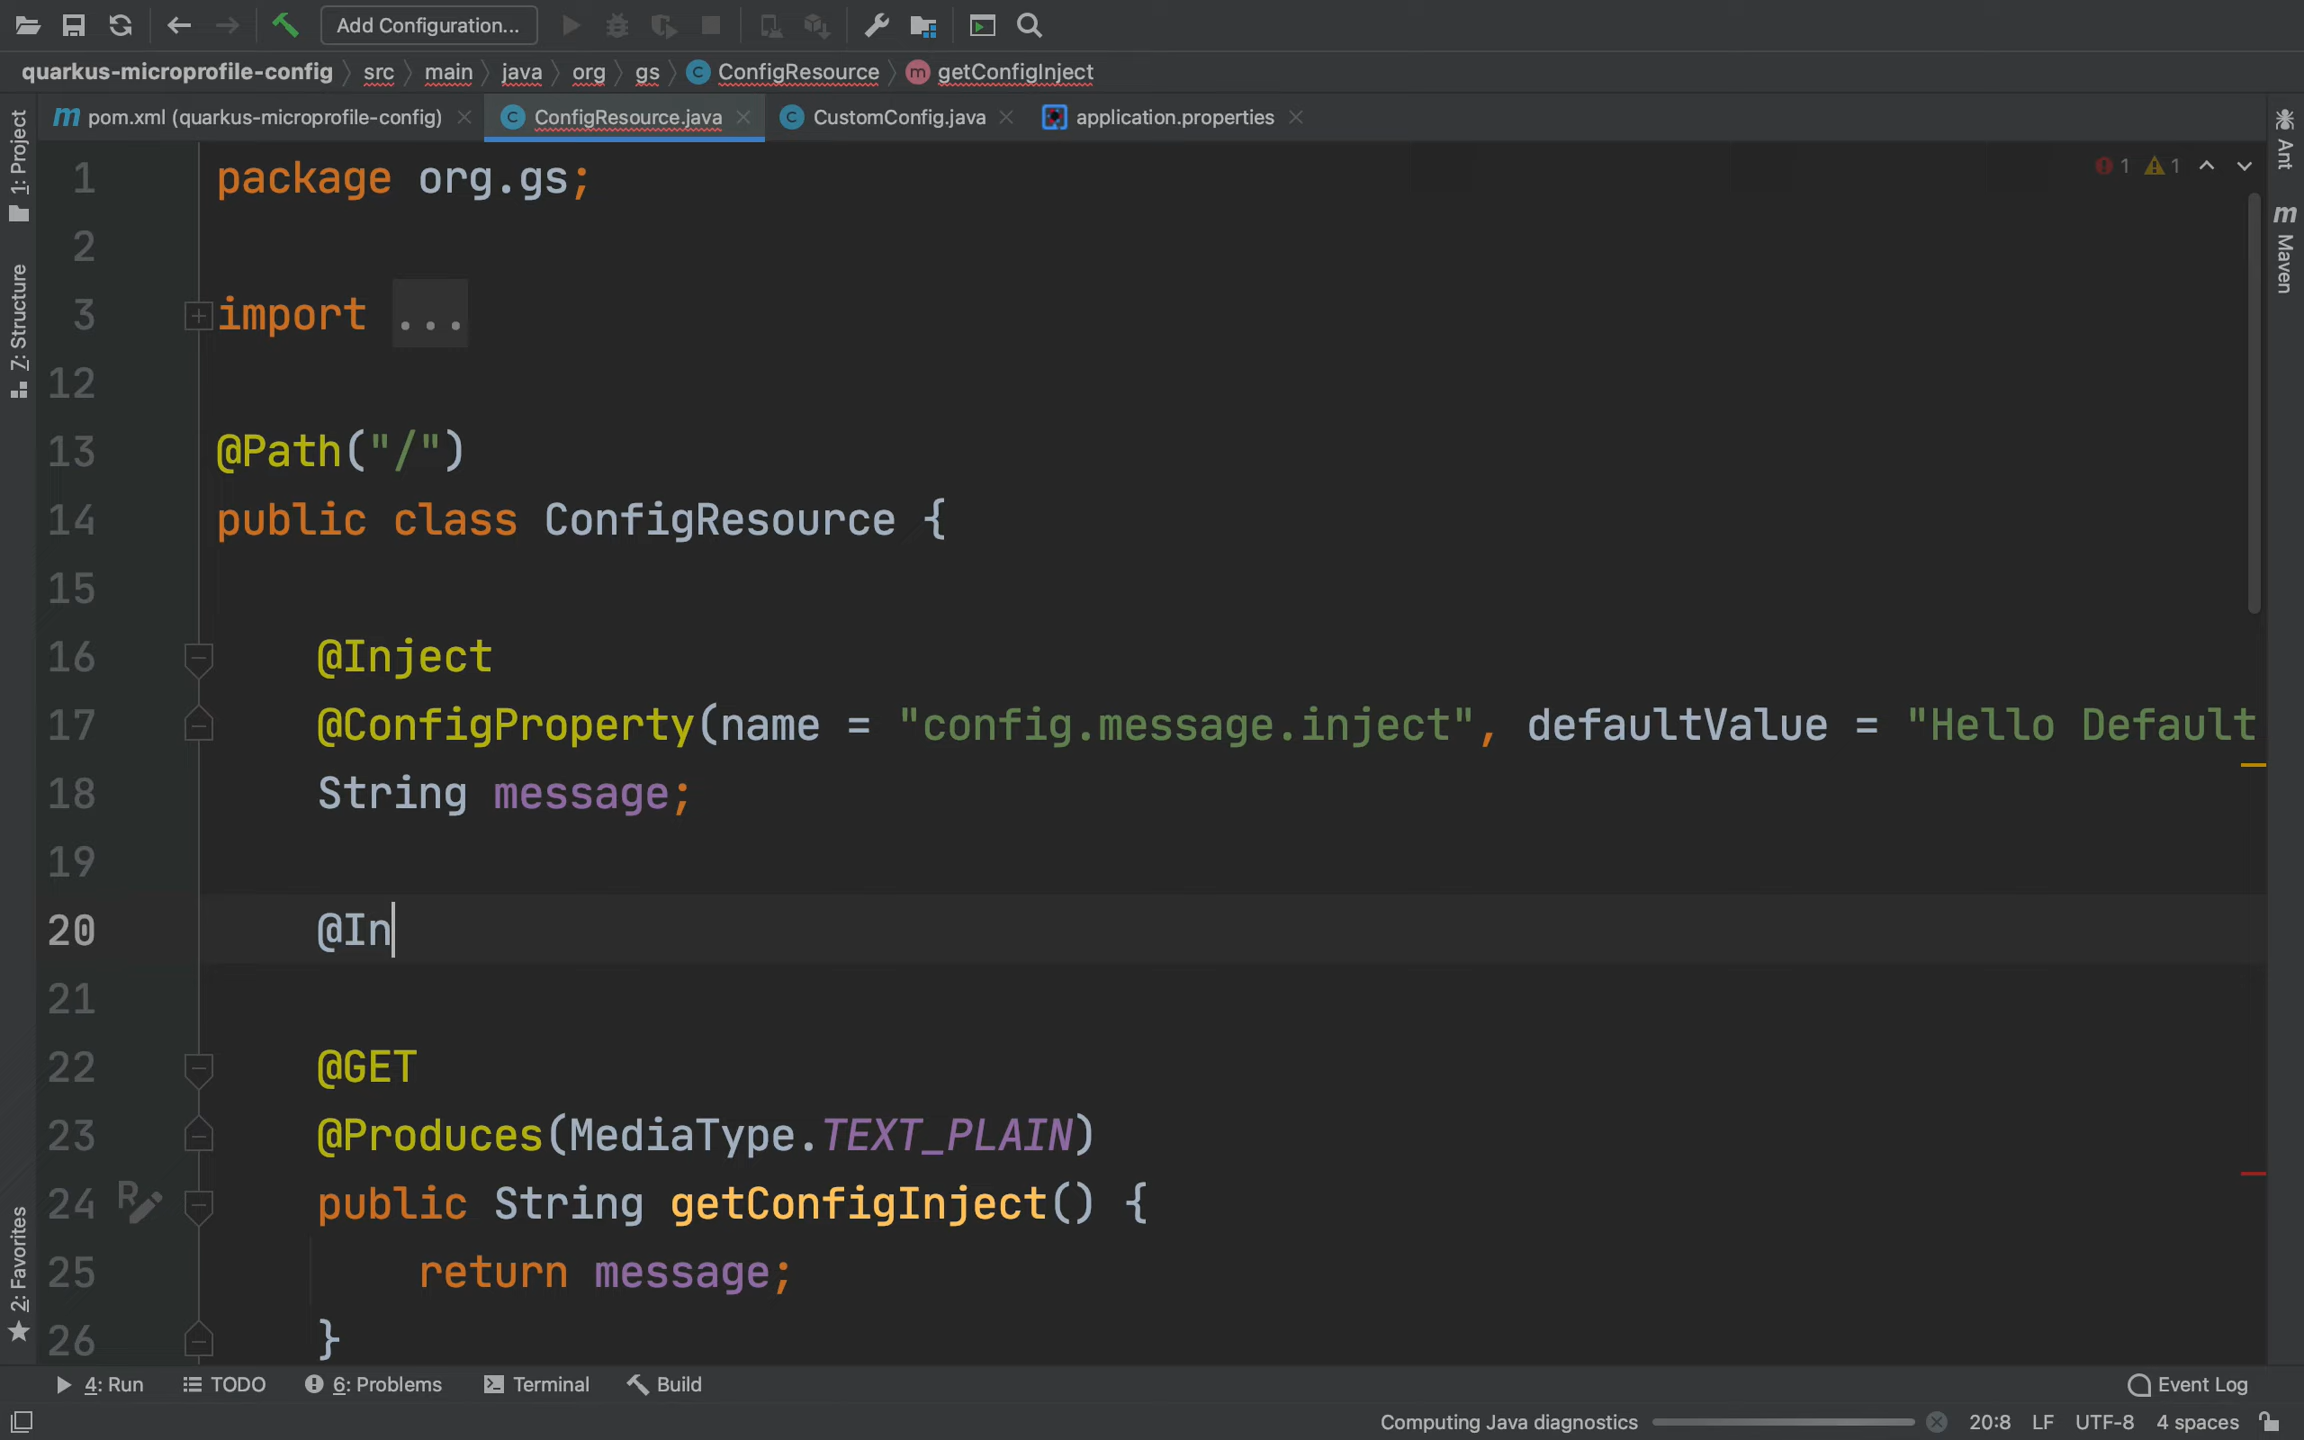 Add Configuration...
quarkus-microprofile-config src main java org gs C ConfigResource m getConfigInject
m pom.xml (quarkus-microprofile-config) C ConfigResource.java C CustomConfig.java application.properties
1: Project
Z: Structure
2: Favorites
Ant
m Maven
1 1
1 package org.gs;
2
3 import ...
12
13 @Path("/")
14 public class ConfigResource {
15
16 @Inject
17 @ConfigProperty(name = "config.message.inject", defaultValue = "Hello Default
18 String message;
19
20 @In
21
22 @GET
23 @Produces(MediaType.TEXT_PLAIN)
24 R public String getConfigInject() {
25 return message;
26 }
4: Run TODO 6: Problems Terminal Build Event Log
Computing Java diagnostics 20:8 LF UTF-8 4 spaces